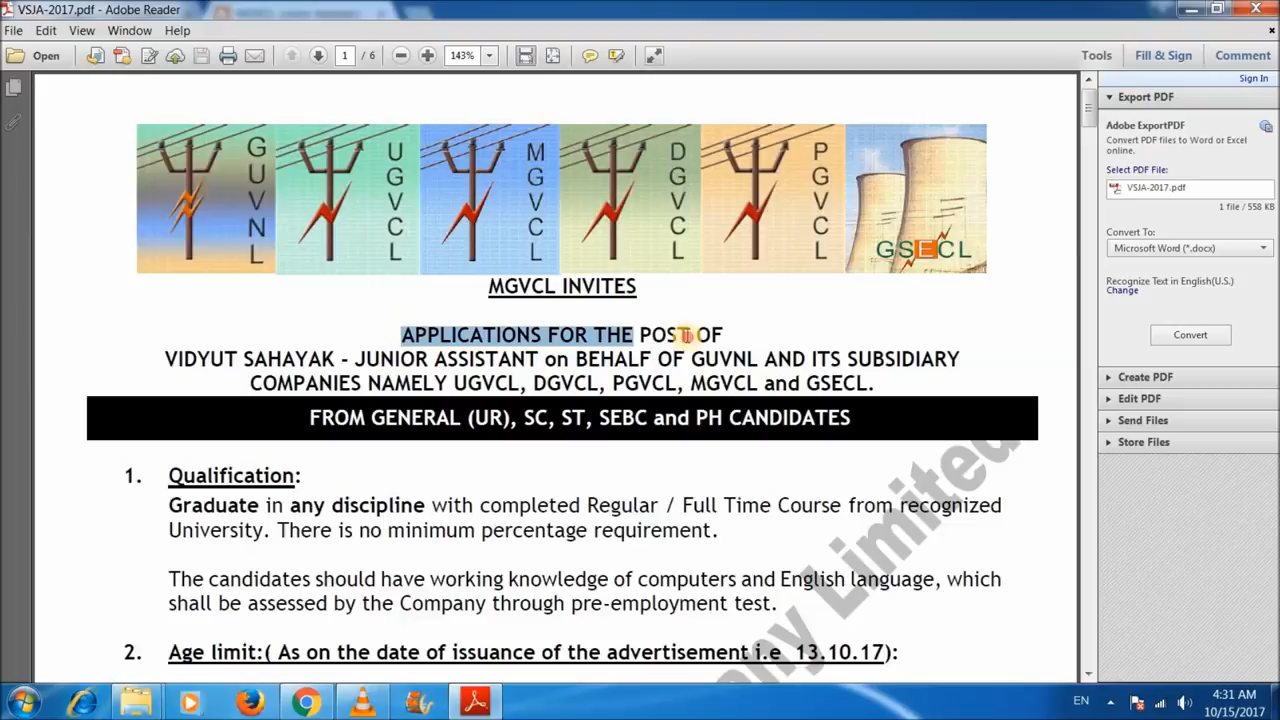 VSJA-2017.pdf - Adobe Reader
File Edit View Window Help
Open 1 / 6 143% Tools Fill & Sign Comment
Sign In
GUVNL UGVCL MGVCL DGVCL PGVCL GSECL
MGVCL INVITES
APPLICATIONS FOR THE POST OF
VIDYUT SAHAYAK - JUNIOR ASSISTANT on BEHALF OF GUVNL AND ITS SUBSIDIARY
COMPANIES NAMELY UGVCL, DGVCL, PGVCL, MGVCL and GSECL.
FROM GENERAL (UR), SC, ST, SEBC and PH CANDIDATES
1. Qualification:
Graduate in any discipline with completed Regular / Full Time Course from recognized
University. There is no minimum percentage requirement.
The candidates should have working knowledge of computers and English language, which
shall be assessed by the Company through pre-employment test.
2. Age limit:( As on the date of issuance of the advertisement i.e 13.10.17):
ny Limited
Export PDF
Adobe ExportPDF
Convert PDF files to Word or Excel
online.
Select PDF File:
VSJA-2017.pdf
1 file / 558 KB
Convert To:
Microsoft Word (*.docx)
Recognize Text in English(U.S.)
Change
Convert
Create PDF
Edit PDF
Send Files
Store Files
EN
4:31 AM
10/15/2017